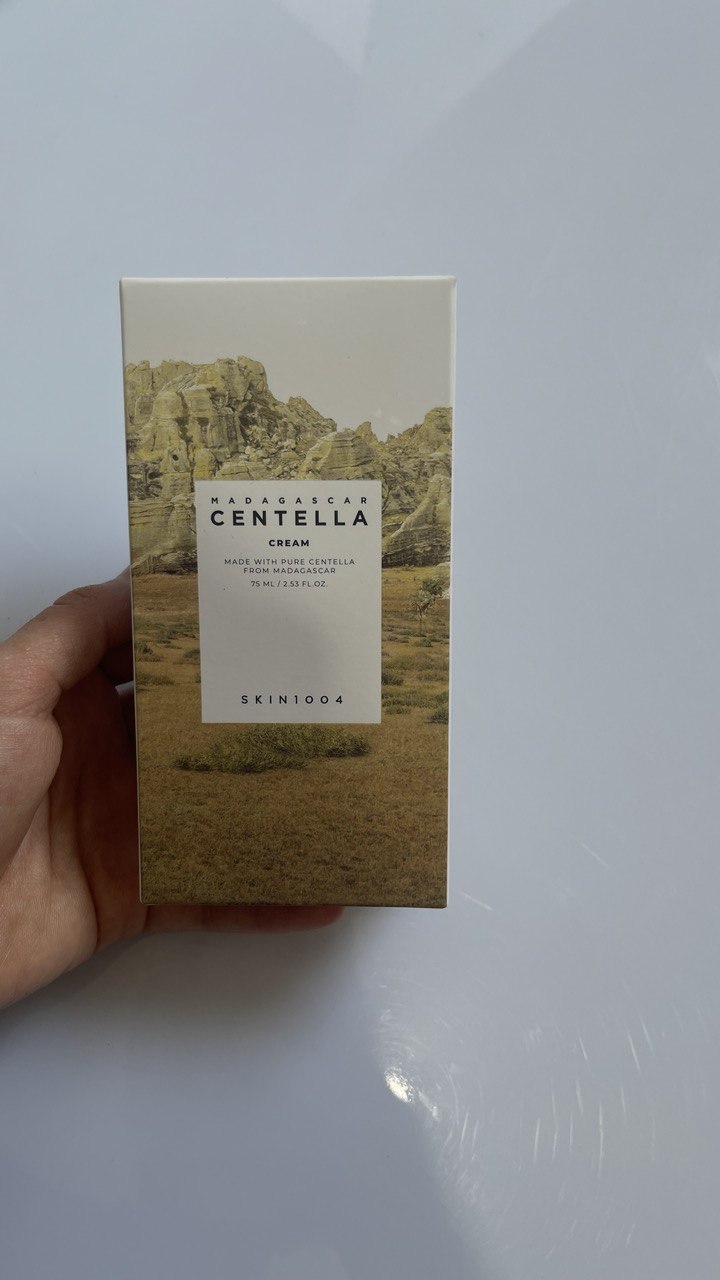 MADAGASCAR
CENTELLA
CREAM
MADE WITH PURE CENTELLA
FROM MADAGASCAR
75 ML / 2.53 FL.OZ.
SKIN1004